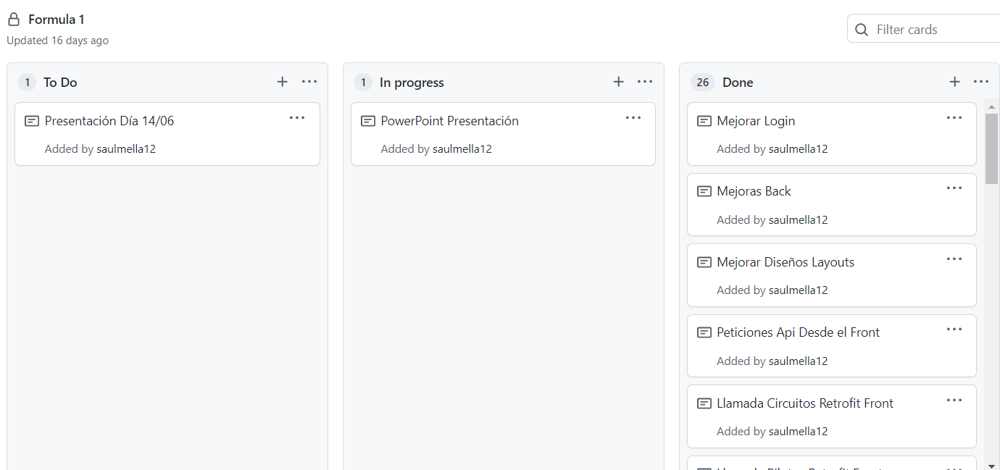 Formula 1
Updated 16 days ago
Filter cards
1 To Do
Presentación Día 14/06
Added by saulmella12
1 In progress
PowerPoint Presentación
Added by saulmella12
26 Done
Mejorar Login
Added by saulmella12
Mejoras Back
Added by saulmella12
Mejorar Diseños Layouts
Added by saulmella12
Peticiones Api Desde el Front
Added by saulmella12
Llamada Circuitos Retrofit Front
Added by saulmella12